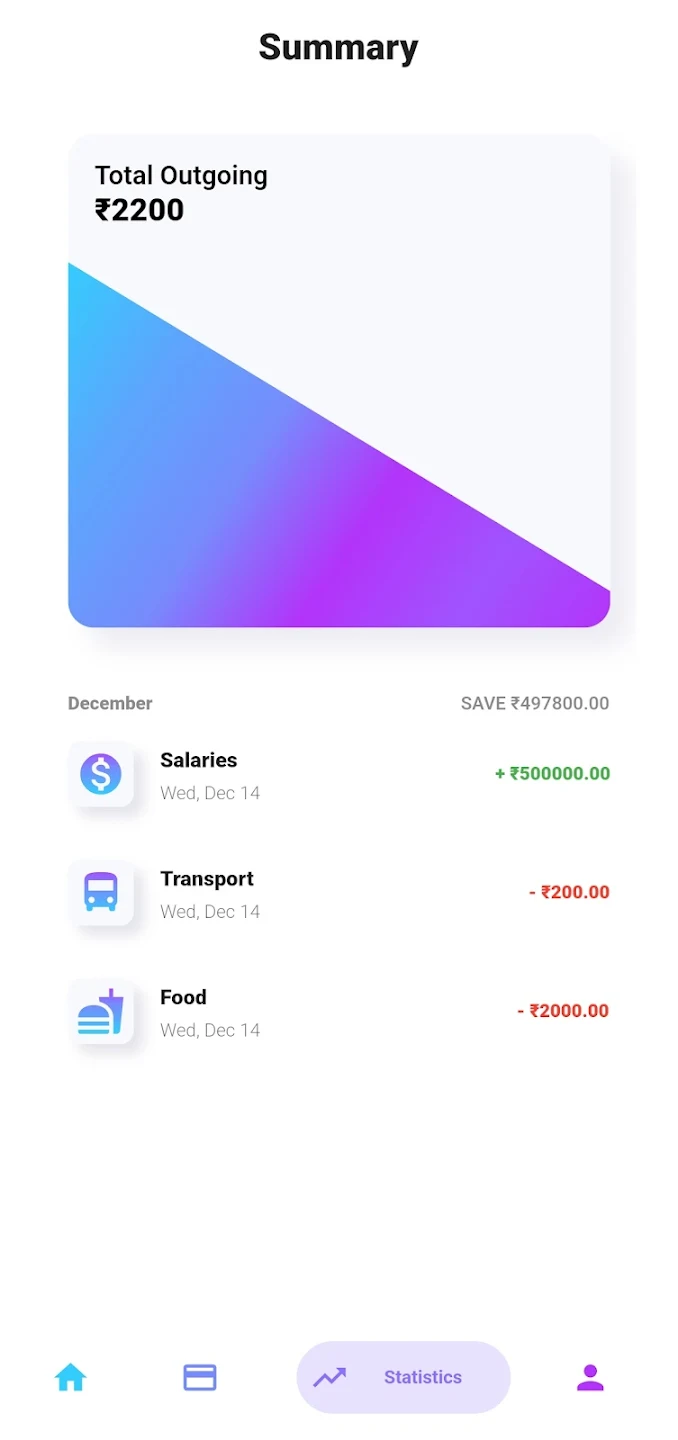 Summary
Total Outgoing
₹2200
December SAVE ₹497800.00
Salaries
+ ₹500000.00
Wed, Dec 14
Transport
- ₹200.00
Wed, Dec 14
Food
- ₹2000.00
Wed, Dec 14
Statistics